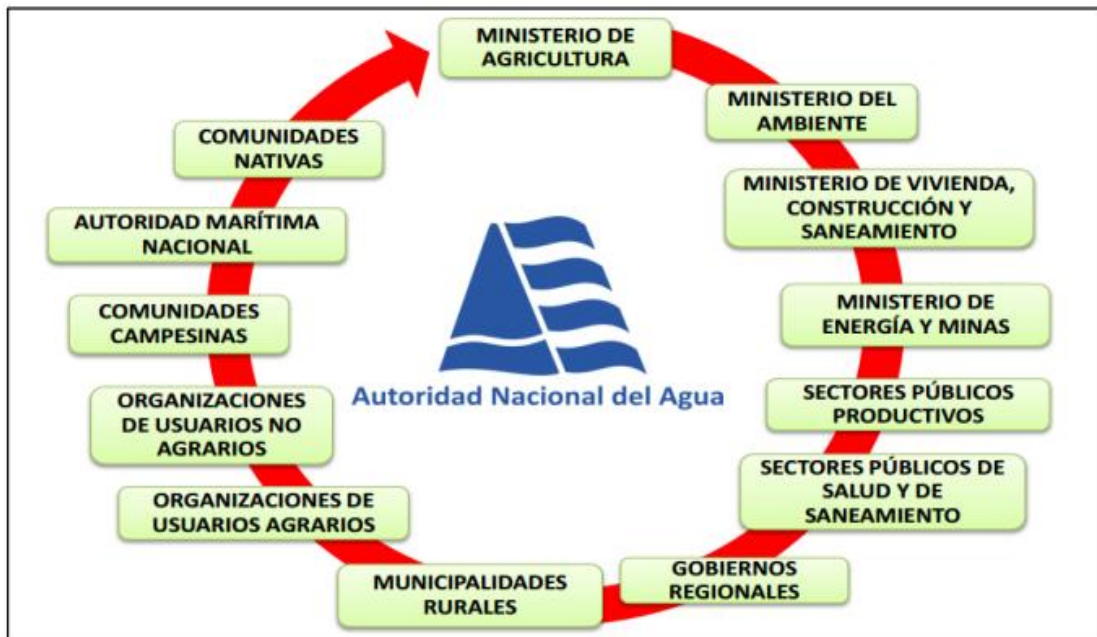 MINISTERIO DE
AGRICULTURA
MINISTERIO DEL
AMBIENTE
MINISTERIO DE VIVIENDA,
CONSTRUCCIÓN Y
SANEAMIENTO
MINISTERIO DE
ENERGÍA Y MINAS
SECTORES PÚBLICOS
PRODUCTIVOS
SECTORES PÚBLICOS DE
SALUD Y DE
SANEAMIENTO
GOBIERNOS
REGIONALES
MUNICIPALIDADES
RURALES
ORGANIZACIONES DE
USUARIOS AGRARIOS
ORGANIZACIONES
DE USUARIOS NO
AGRARIOS
COMUNIDADES
CAMPESINAS
AUTORIDAD MARÍTIMA
NACIONAL
COMUNIDADES
NATIVAS
Autoridad Nacional del Agua